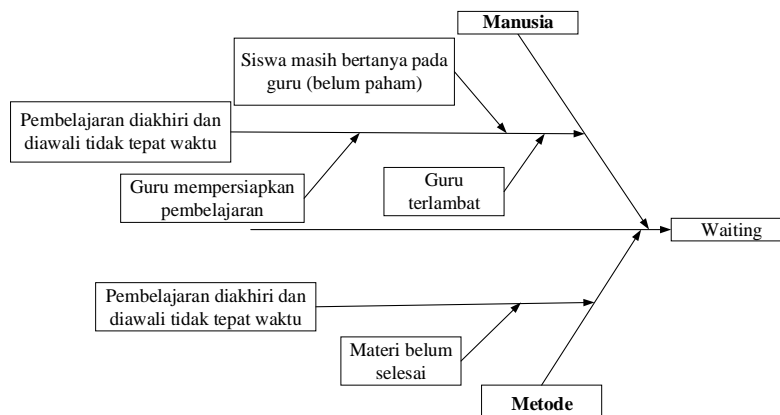 Manusia
Siswa masih bertanya pada
guru (belum paham)
Pembelajaran diakhiri dan
diawali tidak tepat waktu
Guru mempersiapkan
pembelajaran
Guru
terlambat
Waiting
Pembelajaran diakhiri dan
diawali tidak tepat waktu
Materi belum
selesai
Metode